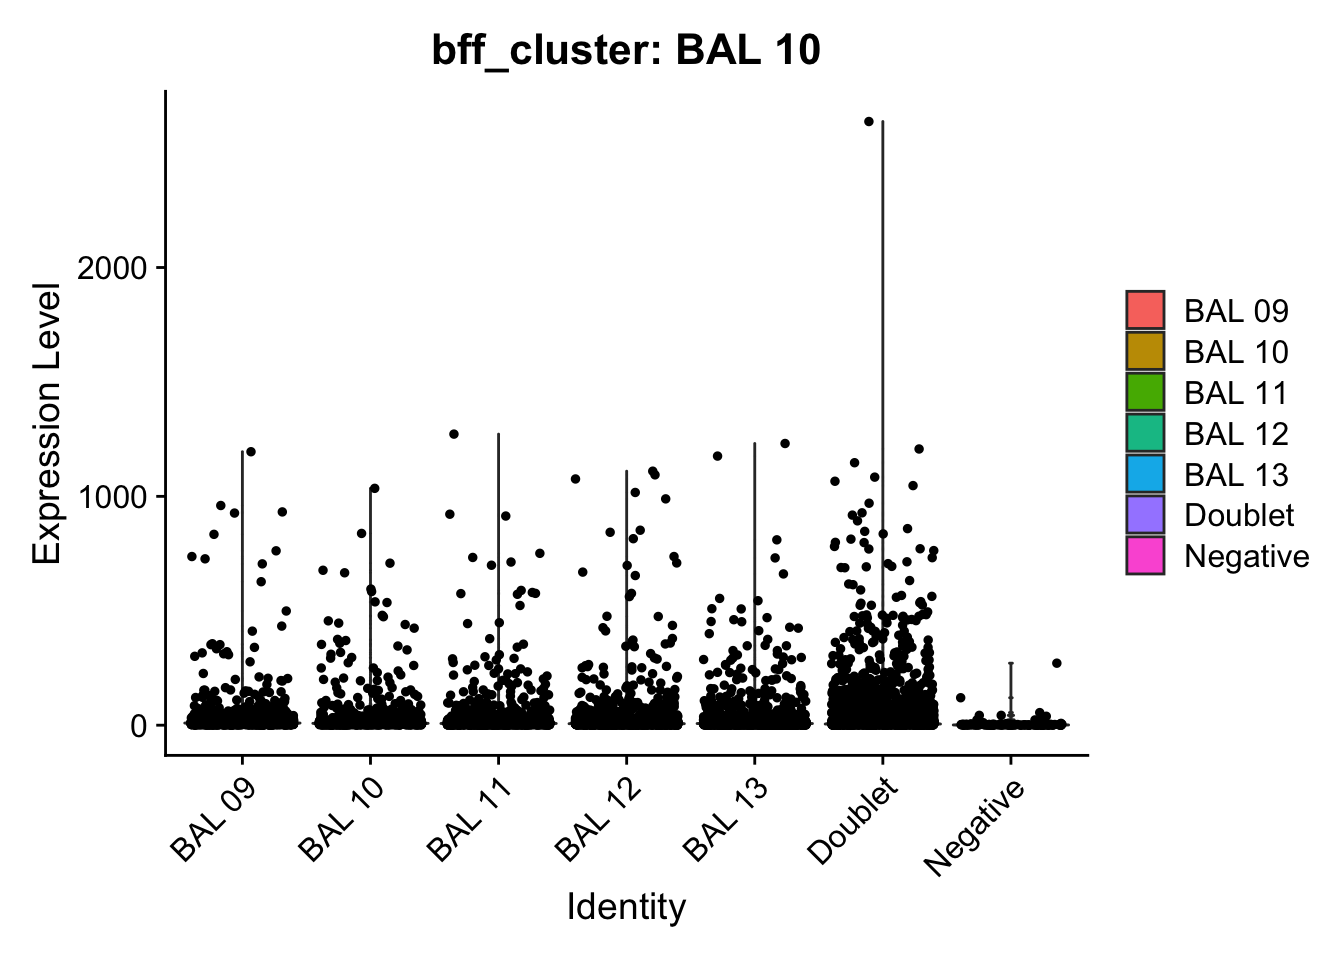 bff_cluster: BAL 10
Expression Level
2000
1000
0
BAL 09
BAL 10
BAL 11
BAL 12
BAL 13
Doublet
Negative
Identity
BAL 09
BAL 10
BAL 11
BAL 12
BAL 13
Doublet
Negative